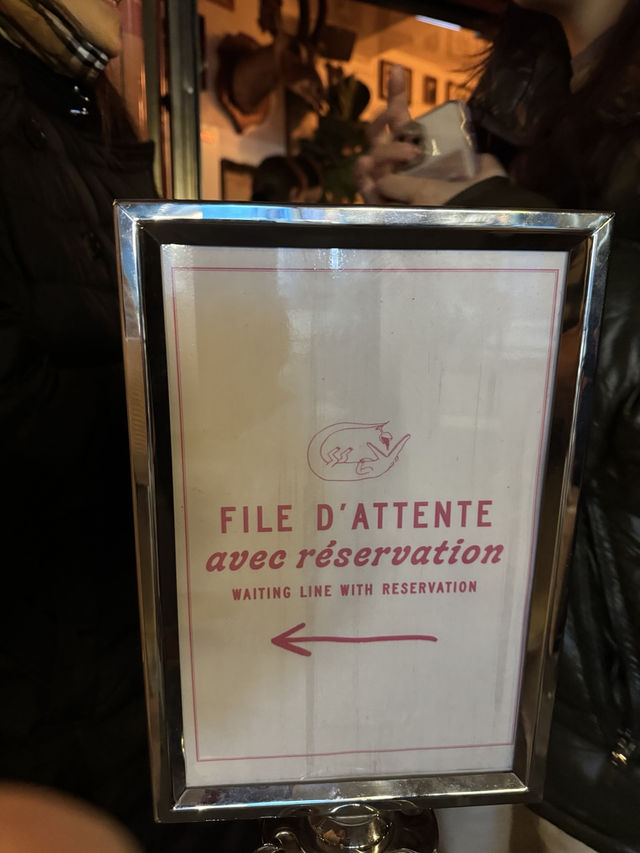 FILE D'ATTENTE
avec réservation
WAITING LINE WITH RESERVATION